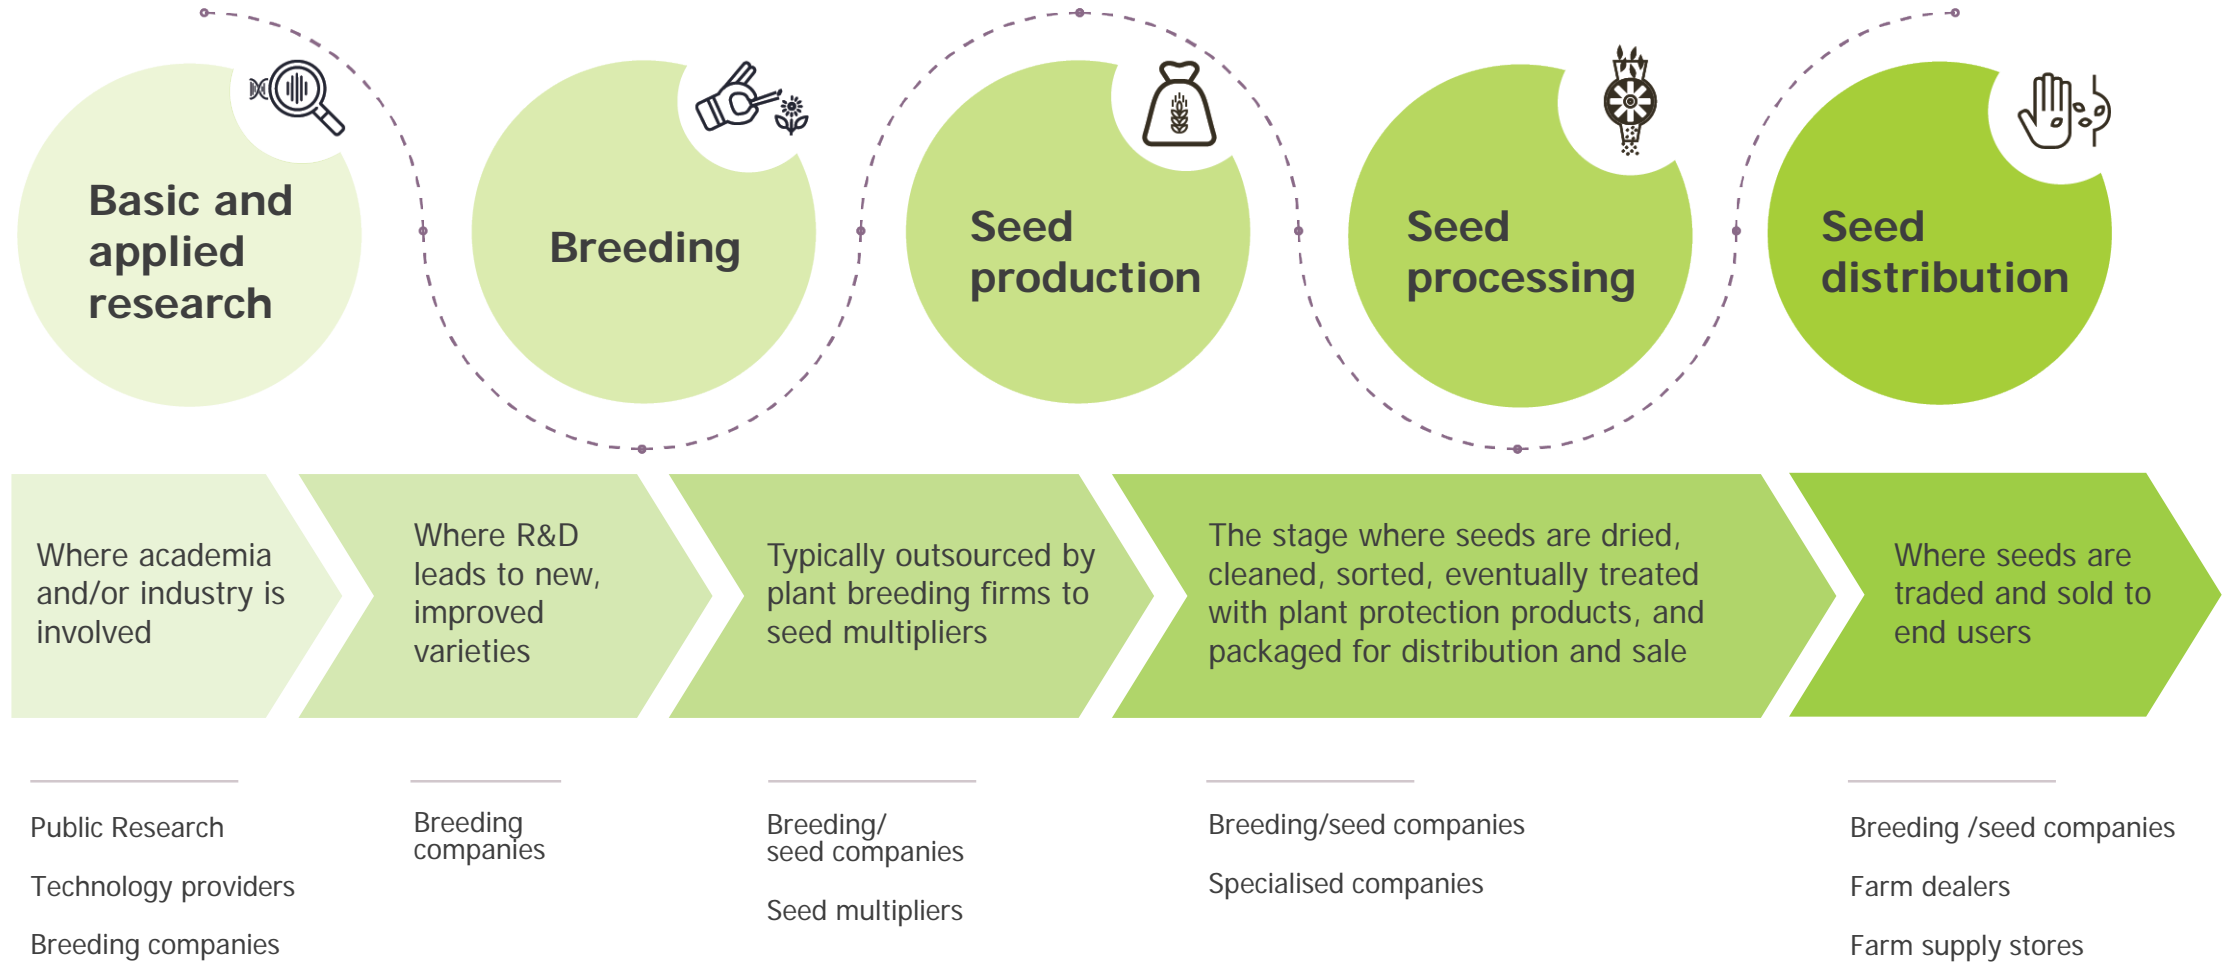 Basic and
applied
research
Breeding
Seed
production
Seed
processing
Seed
distribution
Where academia
and/or industry is
involved
Where R&D
leads to new,
improved
varieties
Typically outsourced by
plant breeding firms to
seed multipliers
The stage where seeds are dried,
cleaned, sorted, eventually treated
with plant protection products, and
packaged for distribution and sale
Where seeds are
traded and sold to
end users
Public Research
Technology providers
Breeding companies
Breeding
companies
Breeding/
seed companies
Seed multipliers
Breeding/seed companies
Specialised companies
Breeding /seed companies
Farm dealers
Farm supply stores